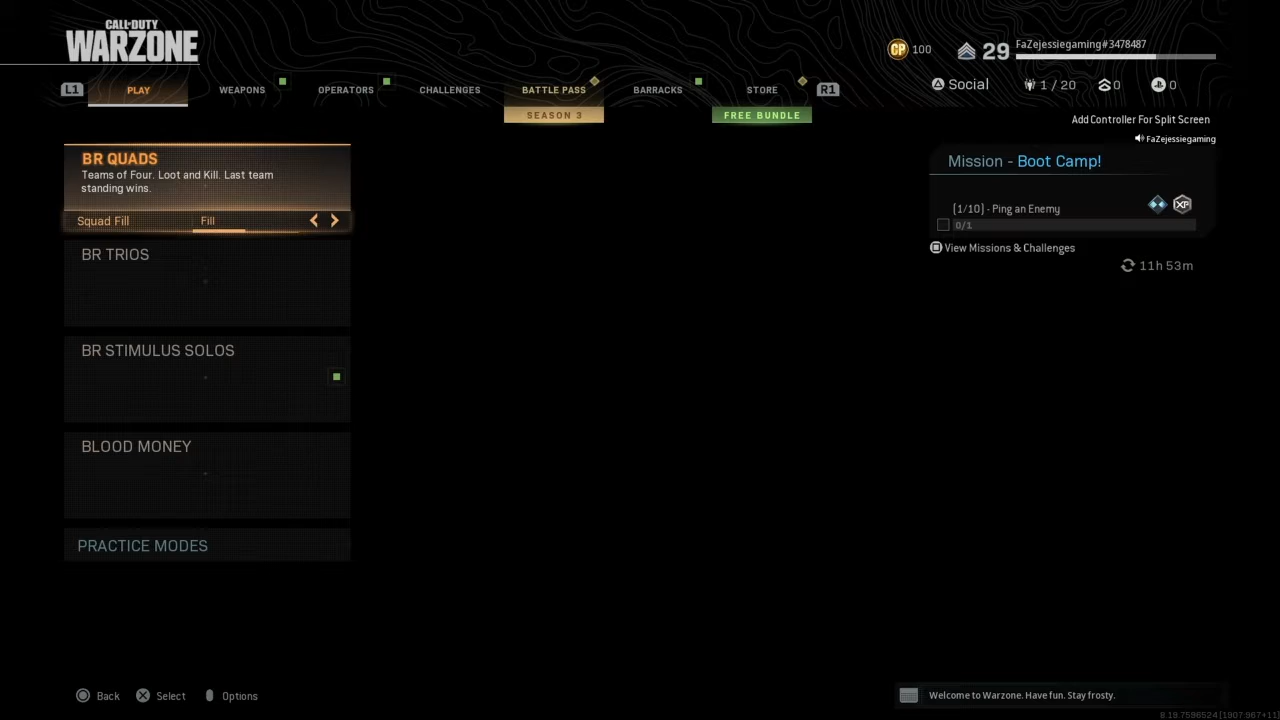 CALL OF DUTY
WARZONE
CP 100
29
FaZejessiegaming#3478487
L1
PLAY
WEAPONS
OPERATORS
CHALLENGES
BATTLE PASS
BARRACKS
STORE
R1
SEASON 3
FREE BUNDLE
Social
1 / 20
0
0
Add Controller For Split Screen
FaZejessiegaming
BR QUADS
Teams of Four. Loot and Kill. Last team
standing wins.
Squad Fill
Fill
BR TRIOS
BR STIMULUS SOLOS
BLOOD MONEY
PRACTICE MODES
Mission - Boot Camp!
[1/10] - Ping an Enemy
XP
0/1
View Missions & Challenges
11h 53m
Back
Select
Options
Welcome to Warzone. Have fun. Stay frosty.